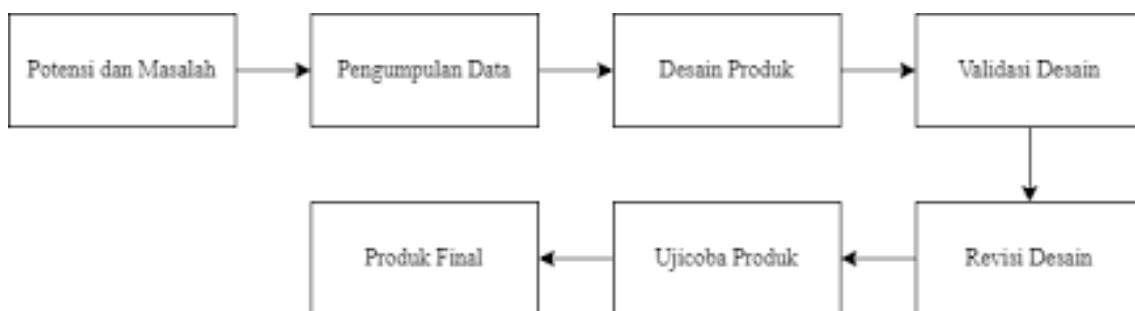 Potensi dan Masalah
Pengumpulan Data
Desain Produk
Validasi Desain
Revisi Desain
Ujicoba Produk
Produk Final